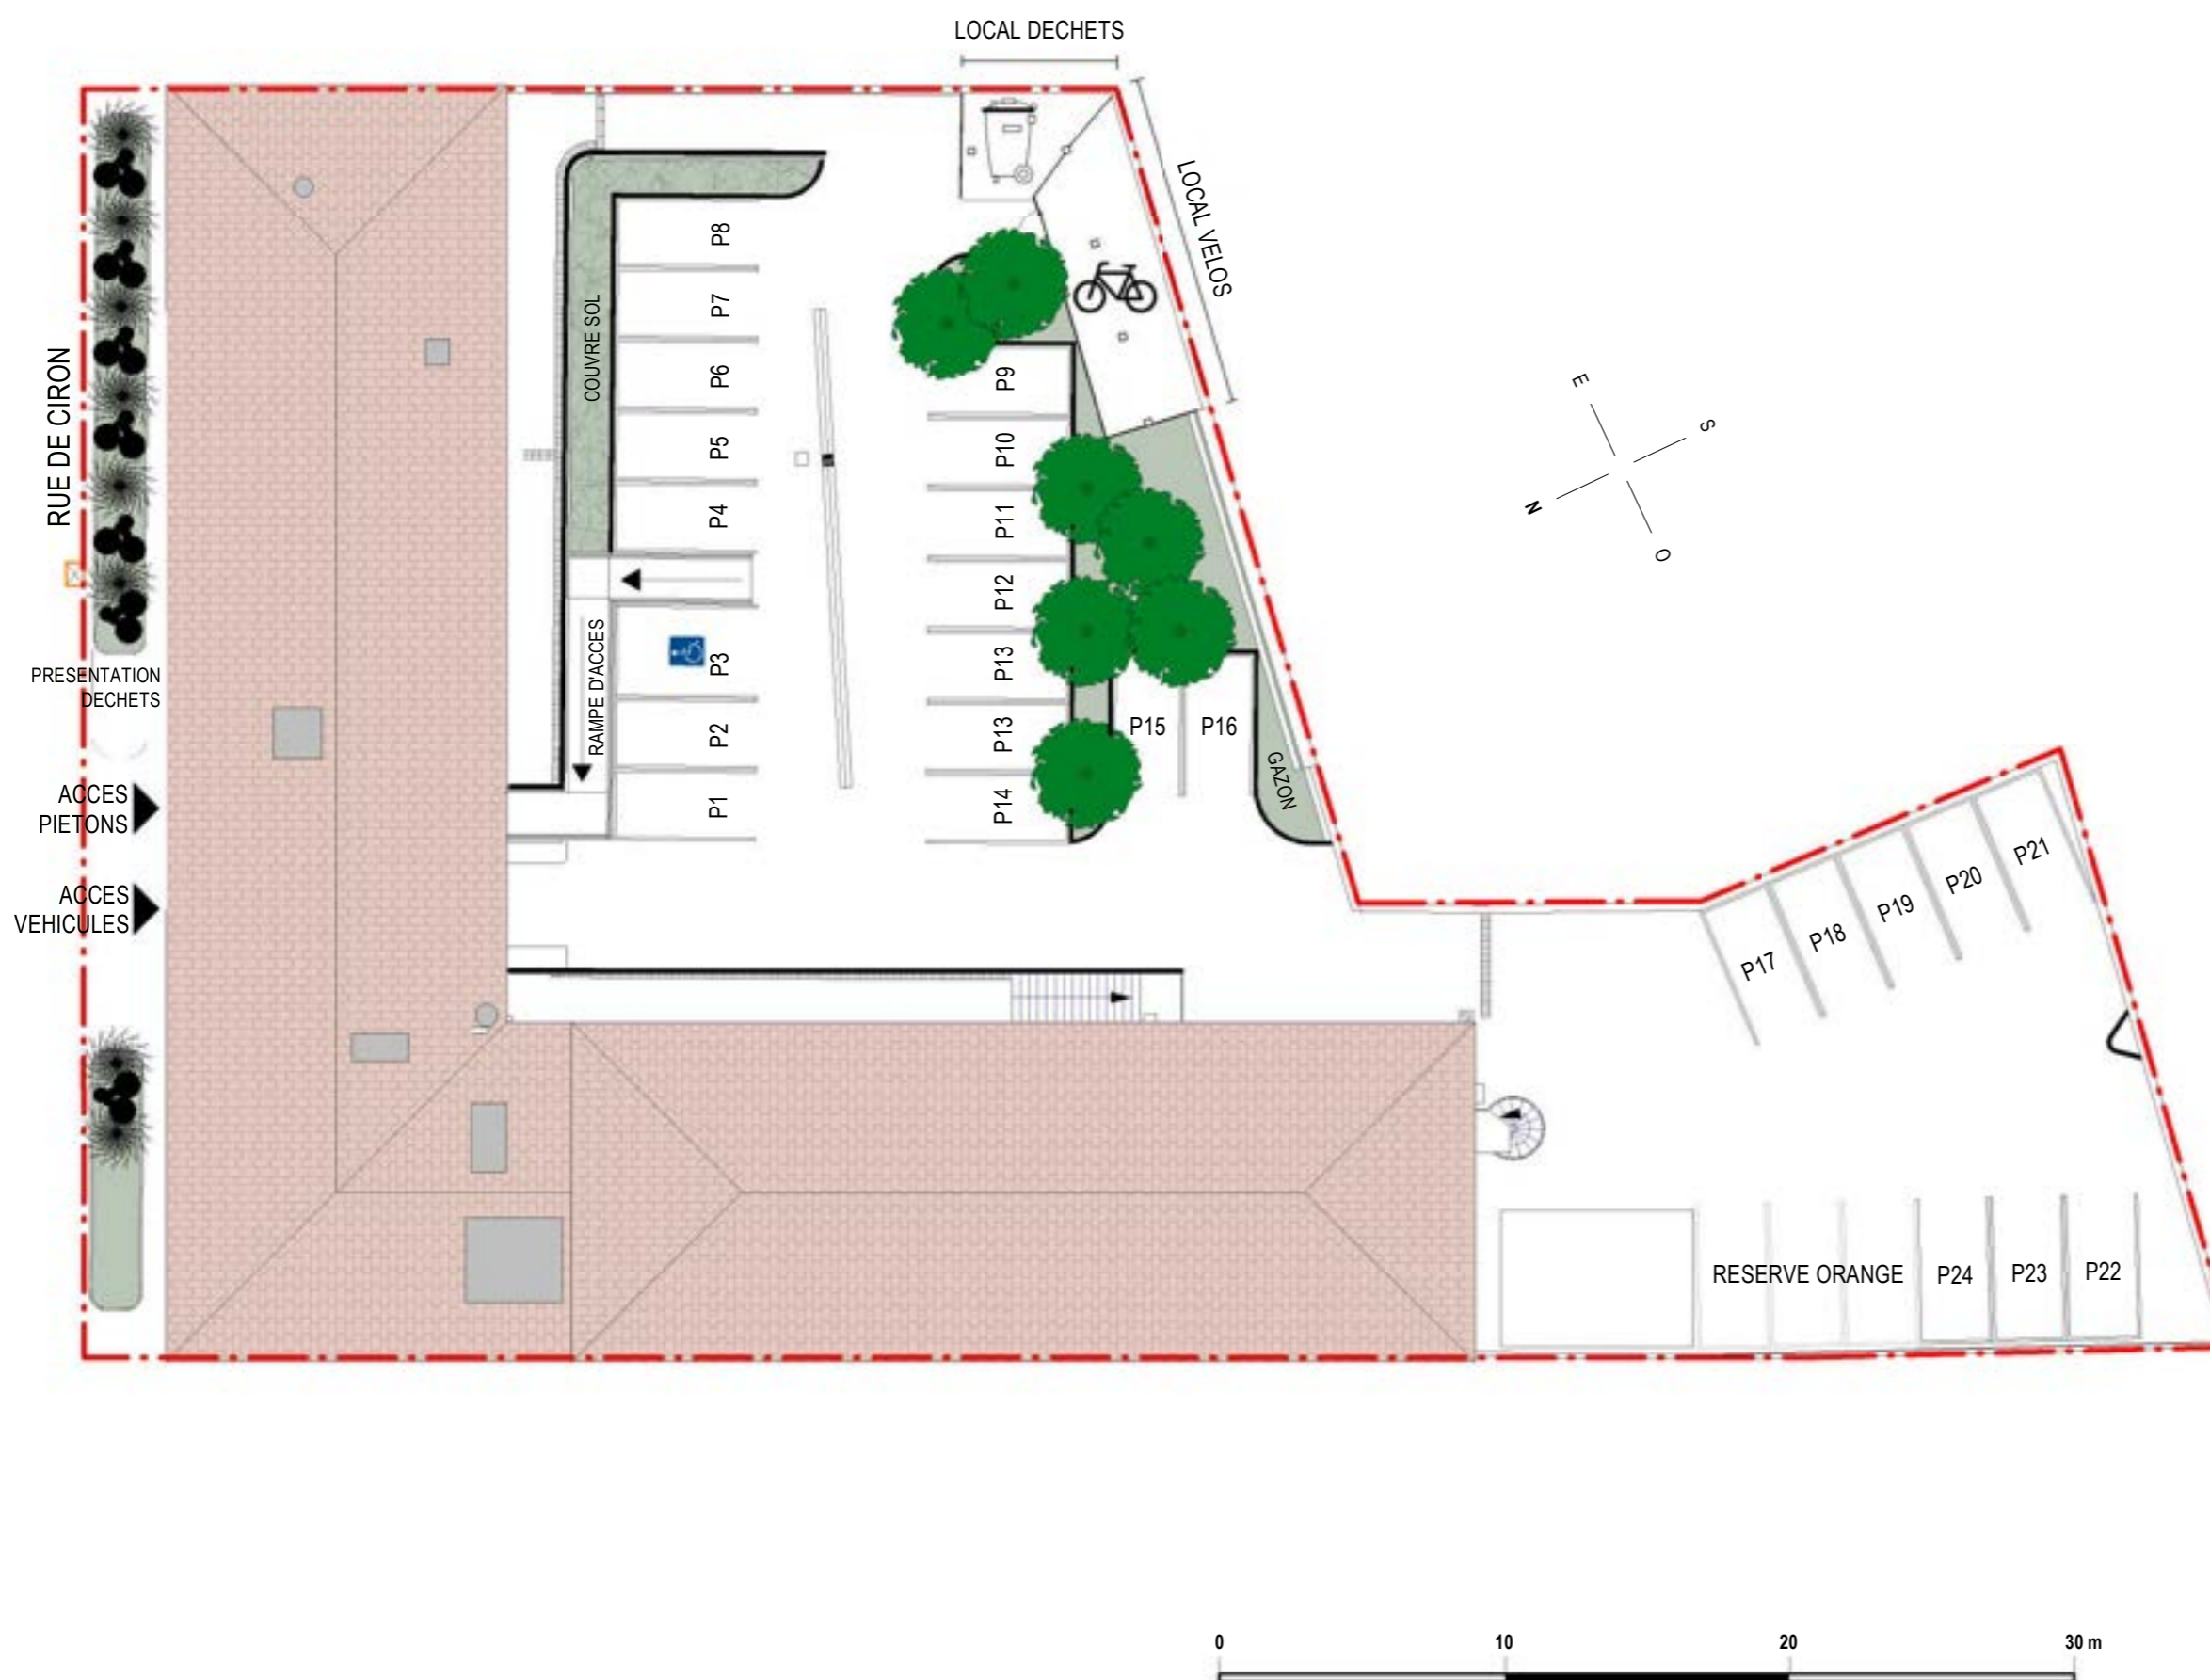 LOCAL DECHETS
LOCAL VELOS
RUE DE CIRON
COUVRE SOL
P8
P7
P6
P5
P4
P3
P2
P1
RAMPE D'ACCES
P9
P10
P11
P12
P13
P13
P14
P15
P16
GAZON
E
S
N
O
PRESENTATION
DECHETS
ACCES
PIETONS
ACCES
VEHICULES
P17
P18
P19
P20
P21
RESERVE ORANGE
P24
P23
P22
0
10
20
30 m